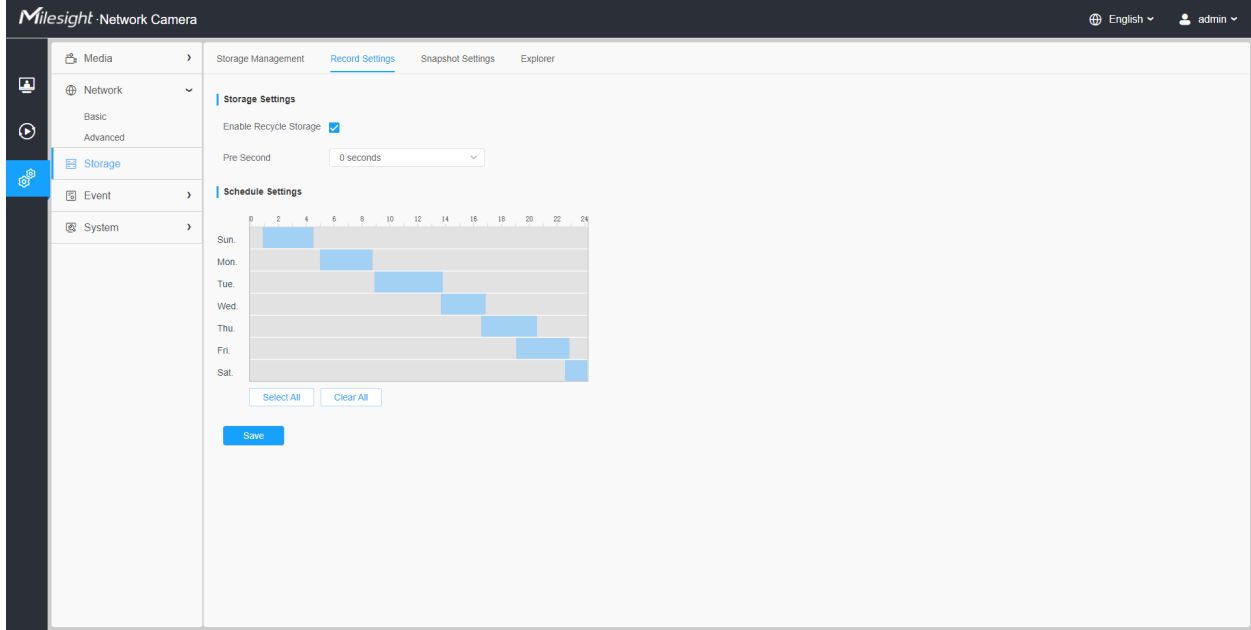 Milesight·Network Camera
English
admin
Media
Network
Basic
Advanced
Storage
Event
System
Storage Management Record Settings Snapshot Settings Explorer
Storage Settings
Enable Recycle Storage
Pre Second 0 seconds
Schedule Settings
0 2 4 6 8 10 12 14 16 18 20 22 24
Sun.
Mon.
Tue.
Wed.
Thu.
Fri.
Sat.
Select All Clear All
Save